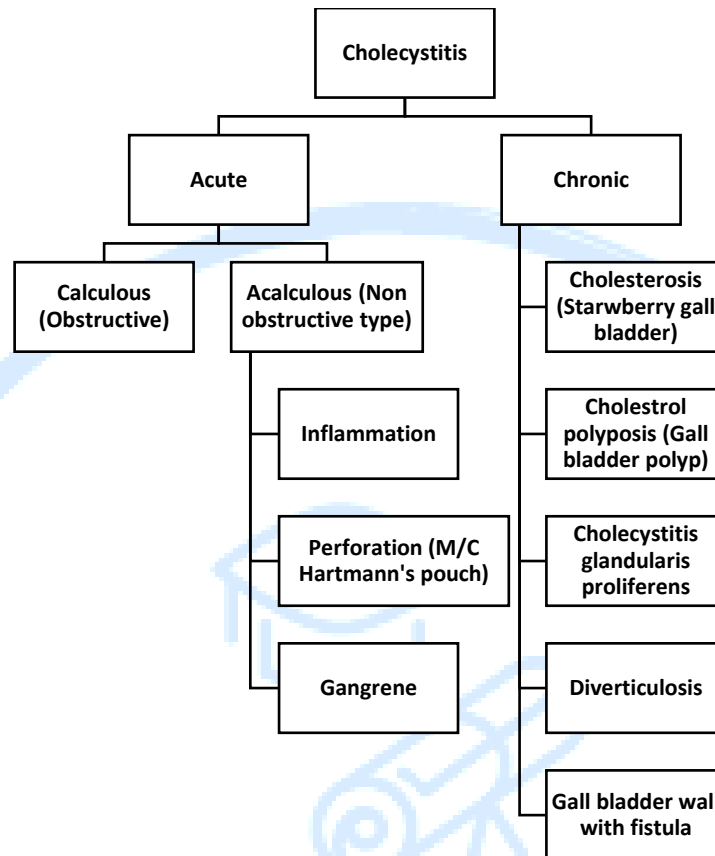 Cholecystitis
Acute
Chronic
Calculous
(Obstructive)
Acalculous (Non
obstructive type)
Inflammation
Perforation (M/C
Hartmann's pouch)
Gangrene
Cholesterosis
(Starwberry gall
bladder)
Cholestrol
polyposis (Gall
bladder polyp)
Cholecystitis
glandularis
proliferens
Diverticulosis
Gall bladder wal
with fistula